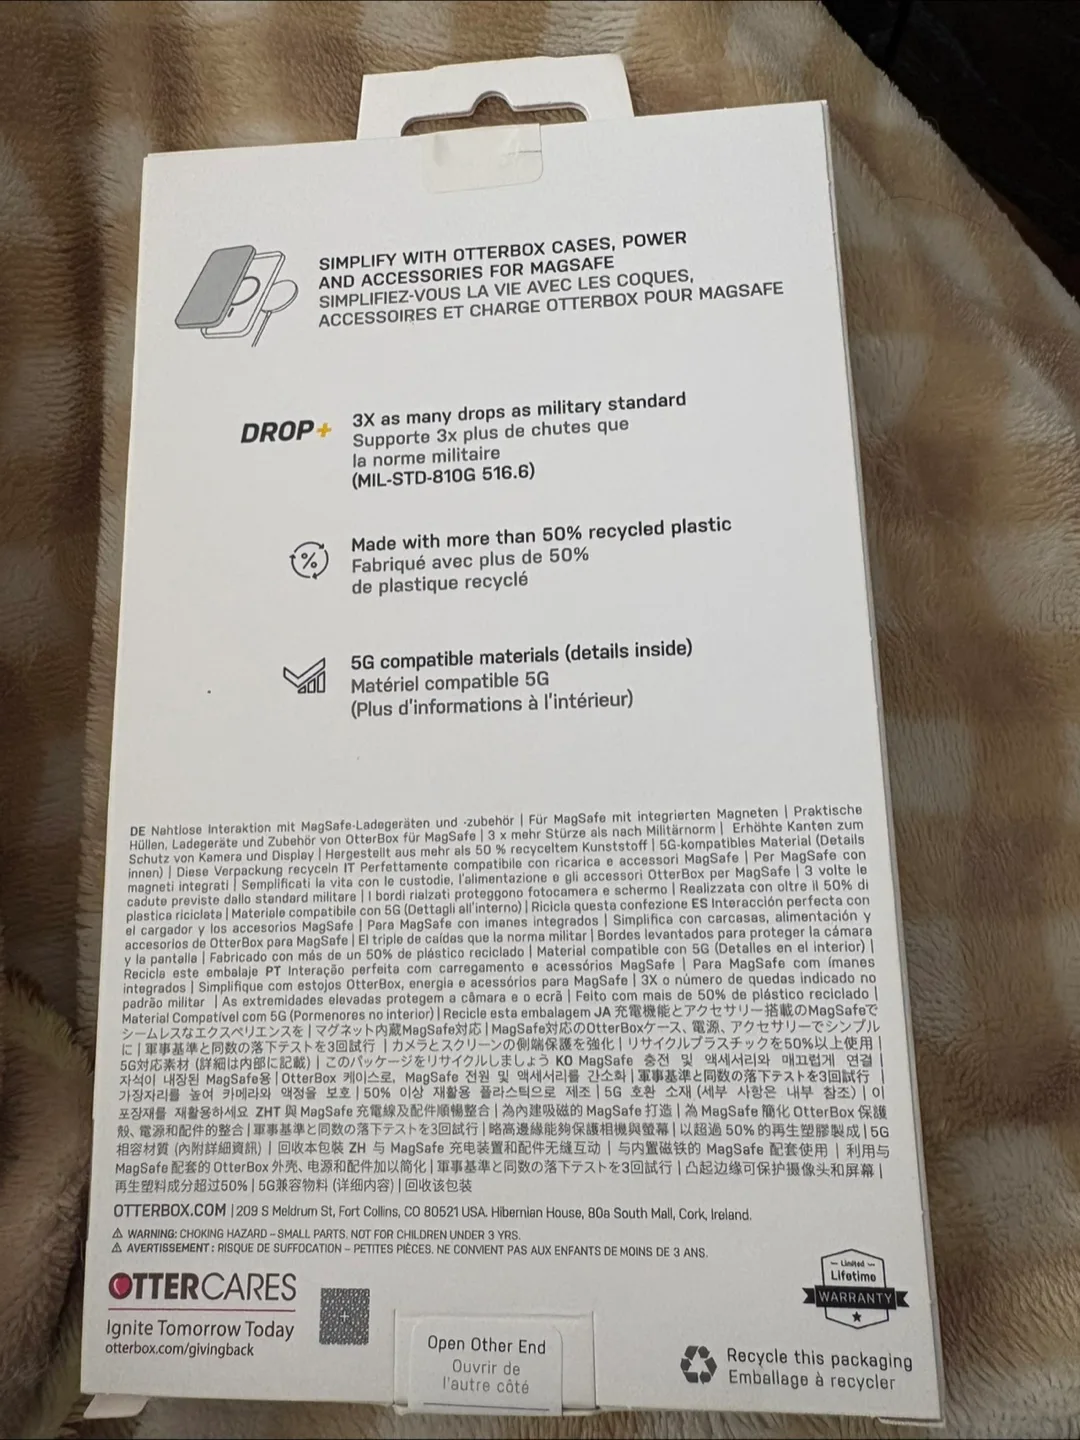 SIMPLIFY WITH OTTERBOX CASES, POWER
AND ACCESSORIES FOR MAGSAFE
SIMPLIFIEZ-VOUS LA VIE AVEC LES COQUES,
ACCESSOIRES ET CHARGE OTTERBOX POUR MAGSAFE
DROP+
3X as many drops as military standard
Supporte 3x plus de chutes que
la norme militaire
(MIL-STD-810G 516.6)
%
Made with more than 50% recycled plastic
Fabriqué avec plus de 50%
de plastique recyclé
5G compatible materials (details inside)
Matériel compatible 5G
(Plus d'informations à l'intérieur)
DE Nahtlose Interaktion mit MagSafe-Ladegeräten und -zubehör | Für MagSafe mit integrierten Magneten | Praktische
Hüllen, Ladegeräte und Zubehör von OtterBox für MagSafe | 3 x mehr Stürze als nach Militärnorm | Erhöhte Kanten zum
Schutz von Kamera und Display | Hergestellt aus mehr als 50 % recyceltem Kunststoff | 5G-kompatibles Material (Details
innen) | Diese Verpackung recyceln IT Perfettamente compatibile con ricarica e accessori MagSafe | Per MagSafe con
magneti integrati | Semplificati la vita con le custodie, l'alimentazione e gli accessori OtterBox per MagSafe | 3 volte le
cadute previste dallo standard militare | I bordi rialzati proteggono fotocamera e schermo | Realizzata con oltre il 50% di
plastica riciclata | Materiale compatibile con 5G (Dettagli all'interno) | Ricicla questa confezione ES Interacción perfecta con
el cargador y los accesorios MagSafe | Para MagSafe con imanes integrados | Simplifica con carcasas, alimentación y
accesorios de OtterBox para MagSafe | El triple de caídas que la norma militar | Bordes levantados para proteger la cámara
y la pantalla | Fabricado con más de un 50% de plástico reciclado | Material compatible con 5G (Detalles en el interior) |
Recicla este embalaje PT Interação perfeita com carregamento e acessórios MagSafe | Para MagSafe com ímanes
integrados | Simplifique com estojos OtterBox, energia e acessórios para MagSafe | 3X o número de quedas indicado no
padrão militar | As extremidades elevadas protegem a câmara e o ecrã | Feito com mais de 50% de plástico reciclado |
Material Compatível com 5G (Pormenores no interior) | Recicle esta embalagem JA 充電機能とアクセサリー搭載のMagSafeで
シームレスなエクスペリエンスを | マグネット内蔵MagSafe対応 | MagSafe対応のOtterBoxケース、電源、アクセサリーでシンプル
に | 軍事基準と同数の落下テストを3回試行 | カメラとスクリーンの側端保護を強化 | リサイクルプラスチックを50%以上使用 |
5G対応素材 (詳細は内部に記載) | このパッケージをリサイクルしましょう KO MagSafe 충전 및 액세서리와 매끄럽게 연결
자석이 내장된 MagSafe용 | OtterBox 케이스로, MagSafe 전원 및 액세서리를 간소화 | 軍事基準と同数の落下テストを3回試行 |
가장자리를 높여 카메라와 액정을 보호 | 50% 이상 재활용 플라스틱으로 제조 | 5G 호환 소재 (세부 사항은 내부 참조) | 이
포장재를 재활용하세요 ZHT 與 MagSafe 充電線及配件順暢整合 | 為內建吸磁的 MagSafe 打造 | 為 MagSafe 簡化 OtterBox 保護
殼、電源和配件的整合 | 軍事基準と同数の落下テストを3回試行 | 略高邊緣能夠保護相機與螢幕 | 以超過 50% 的再生塑膠製成 | 5G
相容材質 (內附詳細資訊) | 回收本包裝 ZH 与 MagSafe 充电装置和配件无缝互动 | 与内置磁铁的 MagSafe 配套使用 | 利用与
MagSafe 配套的 OtterBox 外壳、电源和配件加以简化 | 軍事基準と同数の落下テストを3回試行 | 凸起边缘可保护摄像头和屏幕 |
再生塑料成分超过50% | 5G兼容物料 (详细内容) | 回收该包装
OTTERBOX.COM | 209 S Meldrum St, Fort Collins, CO 80521 USA. Hibernian House, 80a South Mall, Cork, Ireland.
⚠ WARNING: CHOKING HAZARD – SMALL PARTS. NOT FOR CHILDREN UNDER 3 YRS.
⚠ AVERTISSEMENT : RISQUE DE SUFFOCATION – PETITES PIÈCES. NE CONVIENT PAS AUX ENFANTS DE MOINS DE 3 ANS.
OTTERCARES
Ignite Tomorrow Today
otterbox.com/givingback
Open Other End
Ouvrir de
l'autre côté
Limited
Lifetime
WARRANTY
Recycle this packaging
Emballage à recycler